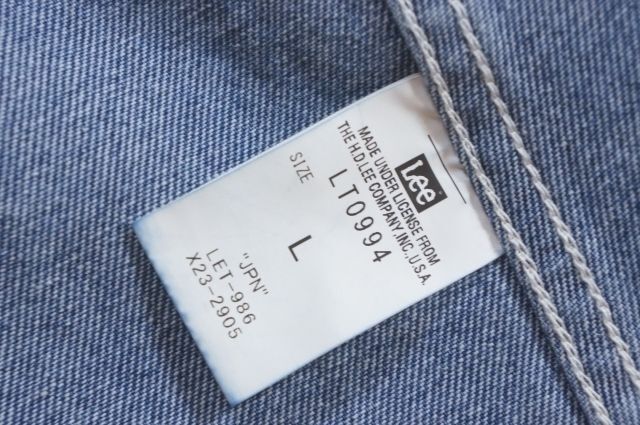 Lee
MADE UNDER LICENSE FROM
THE H.D.LEE COMPANY,INC.,U.S.A.
LT0994
SIZE
L
"JPN"
LET-986
X23-2905